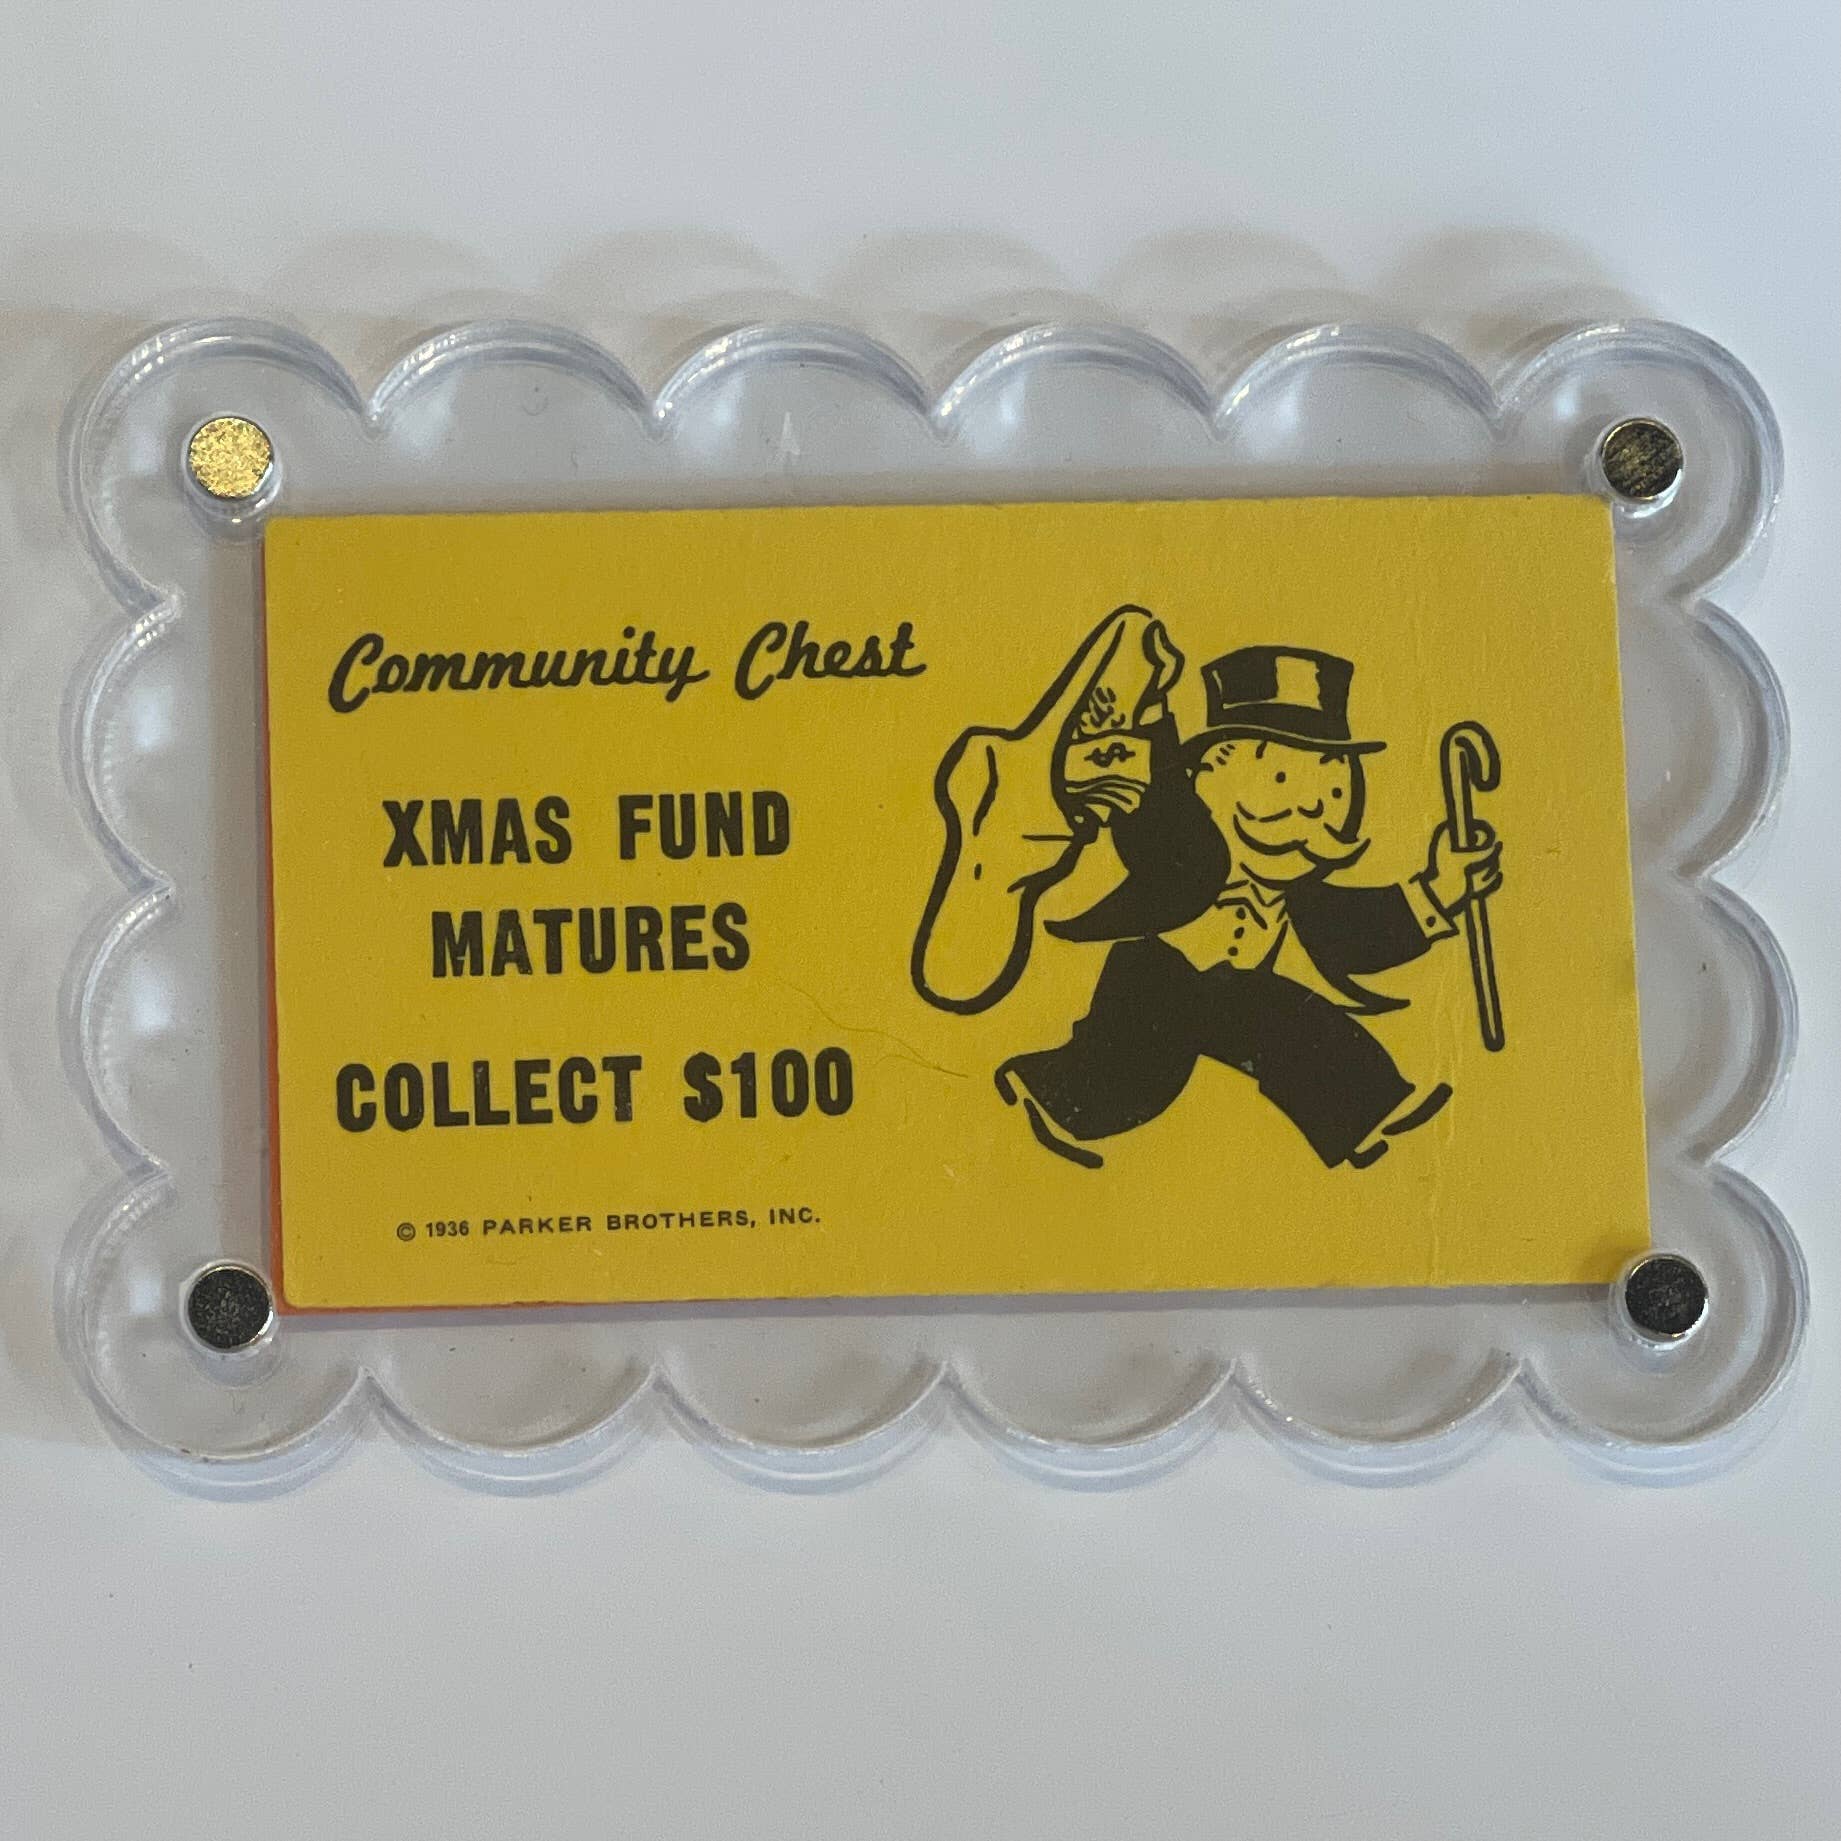 Community Chest
XMAS FUND
MATURES
COLLECT $100
© 1936 PARKER BROTHERS, INC.
$